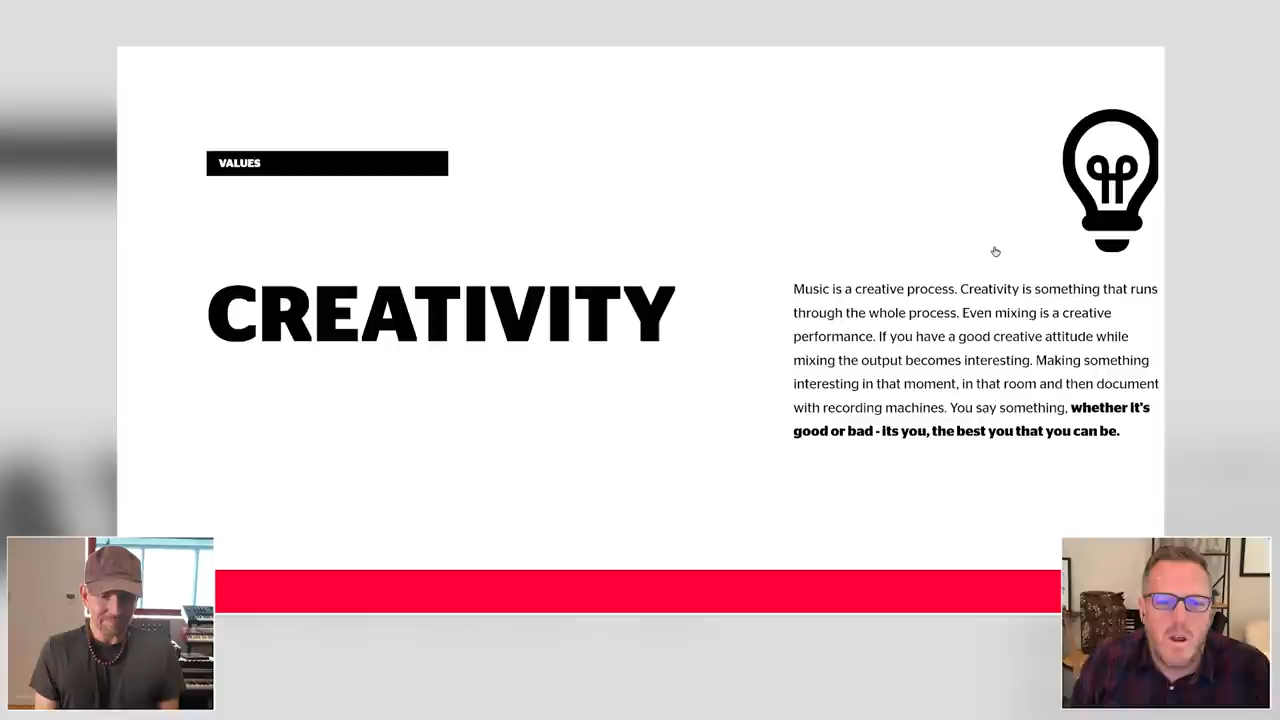 VALUES
CREATIVITY
Music is a creative process. Creativity is something that runs
through the whole process. Even mixing is a creative
performance. If you have a good creative attitude while
mixing the output becomes interesting. Making something
interesting in that moment, in that room and then document
with recording machines. You say something, whether it's
good or bad - its you, the best you that you can be.